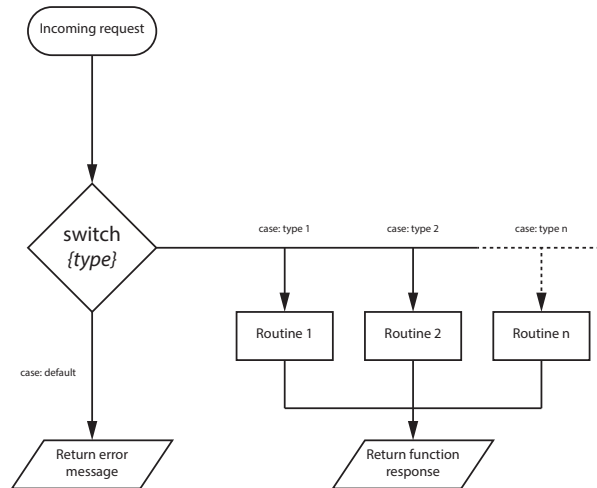 Incoming request
switch
{type}
case: type 1
case: type 2
case: type n
Routine 1
Routine 2
Routine n
case: default
Return error
message
Return function
response